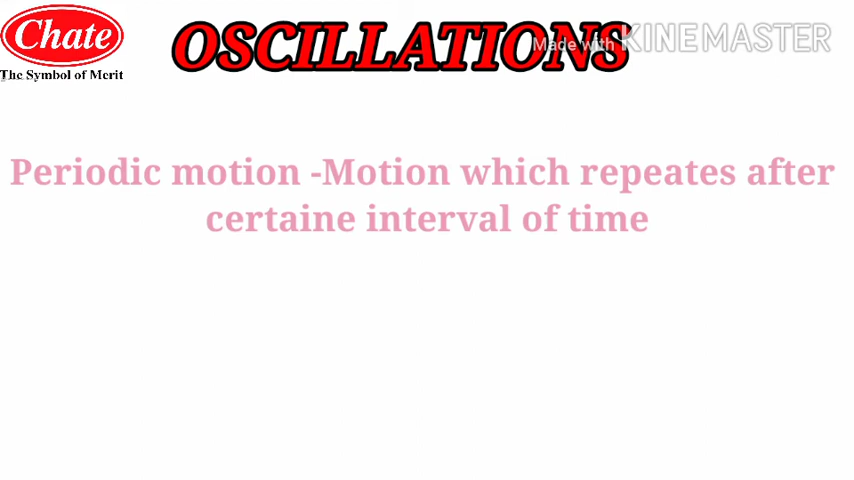 Chate
The Symbol of Merit
OSCILLATIONS
Made with KINEMASTER
Periodic motion -Motion which repeates after
certaine interval of time